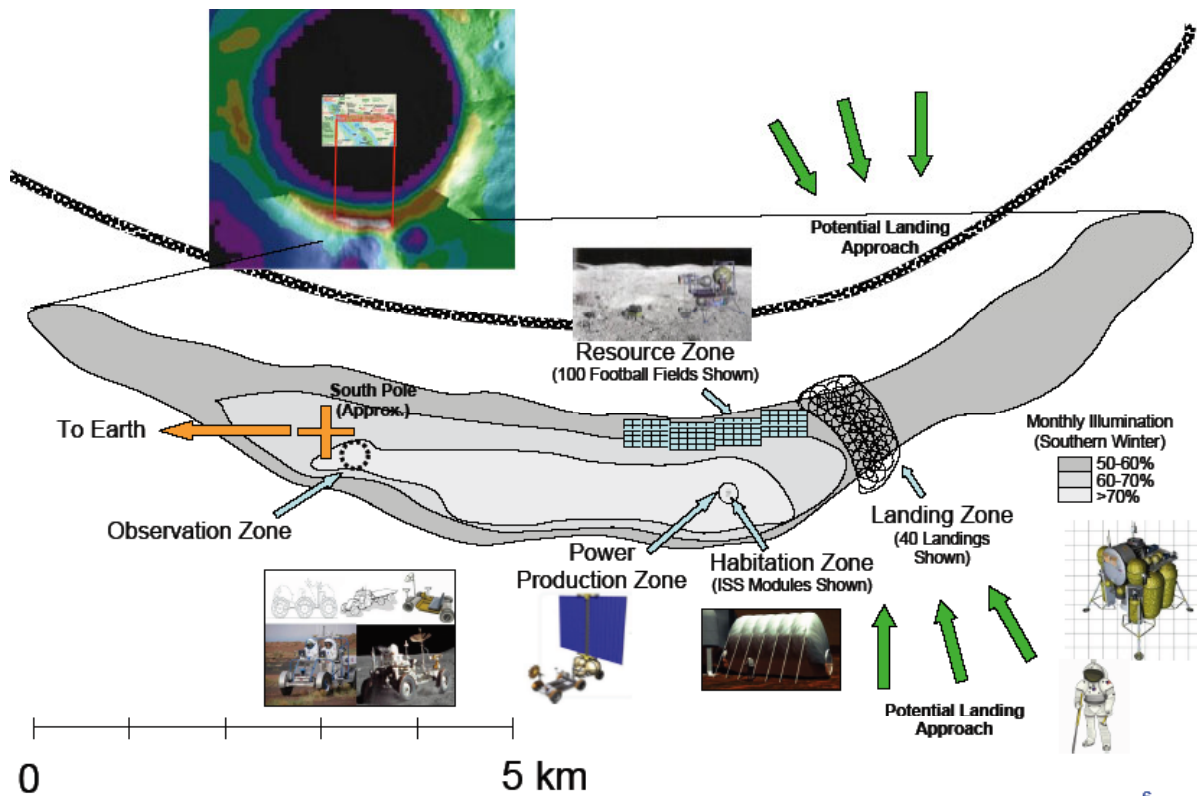 Potential Landing
Approach
Resource Zone
(100 Football Fields Shown)
South Pole
(Approx.)
To Earth
Monthly Illumination
(Southern Winter)
50-60%
60-70%
>70%
Observation Zone
Landing Zone
(40 Landings
Shown)
Power
Production Zone
Habitation Zone
(ISS Modules Shown)
Potential Landing
Approach
0
5 km